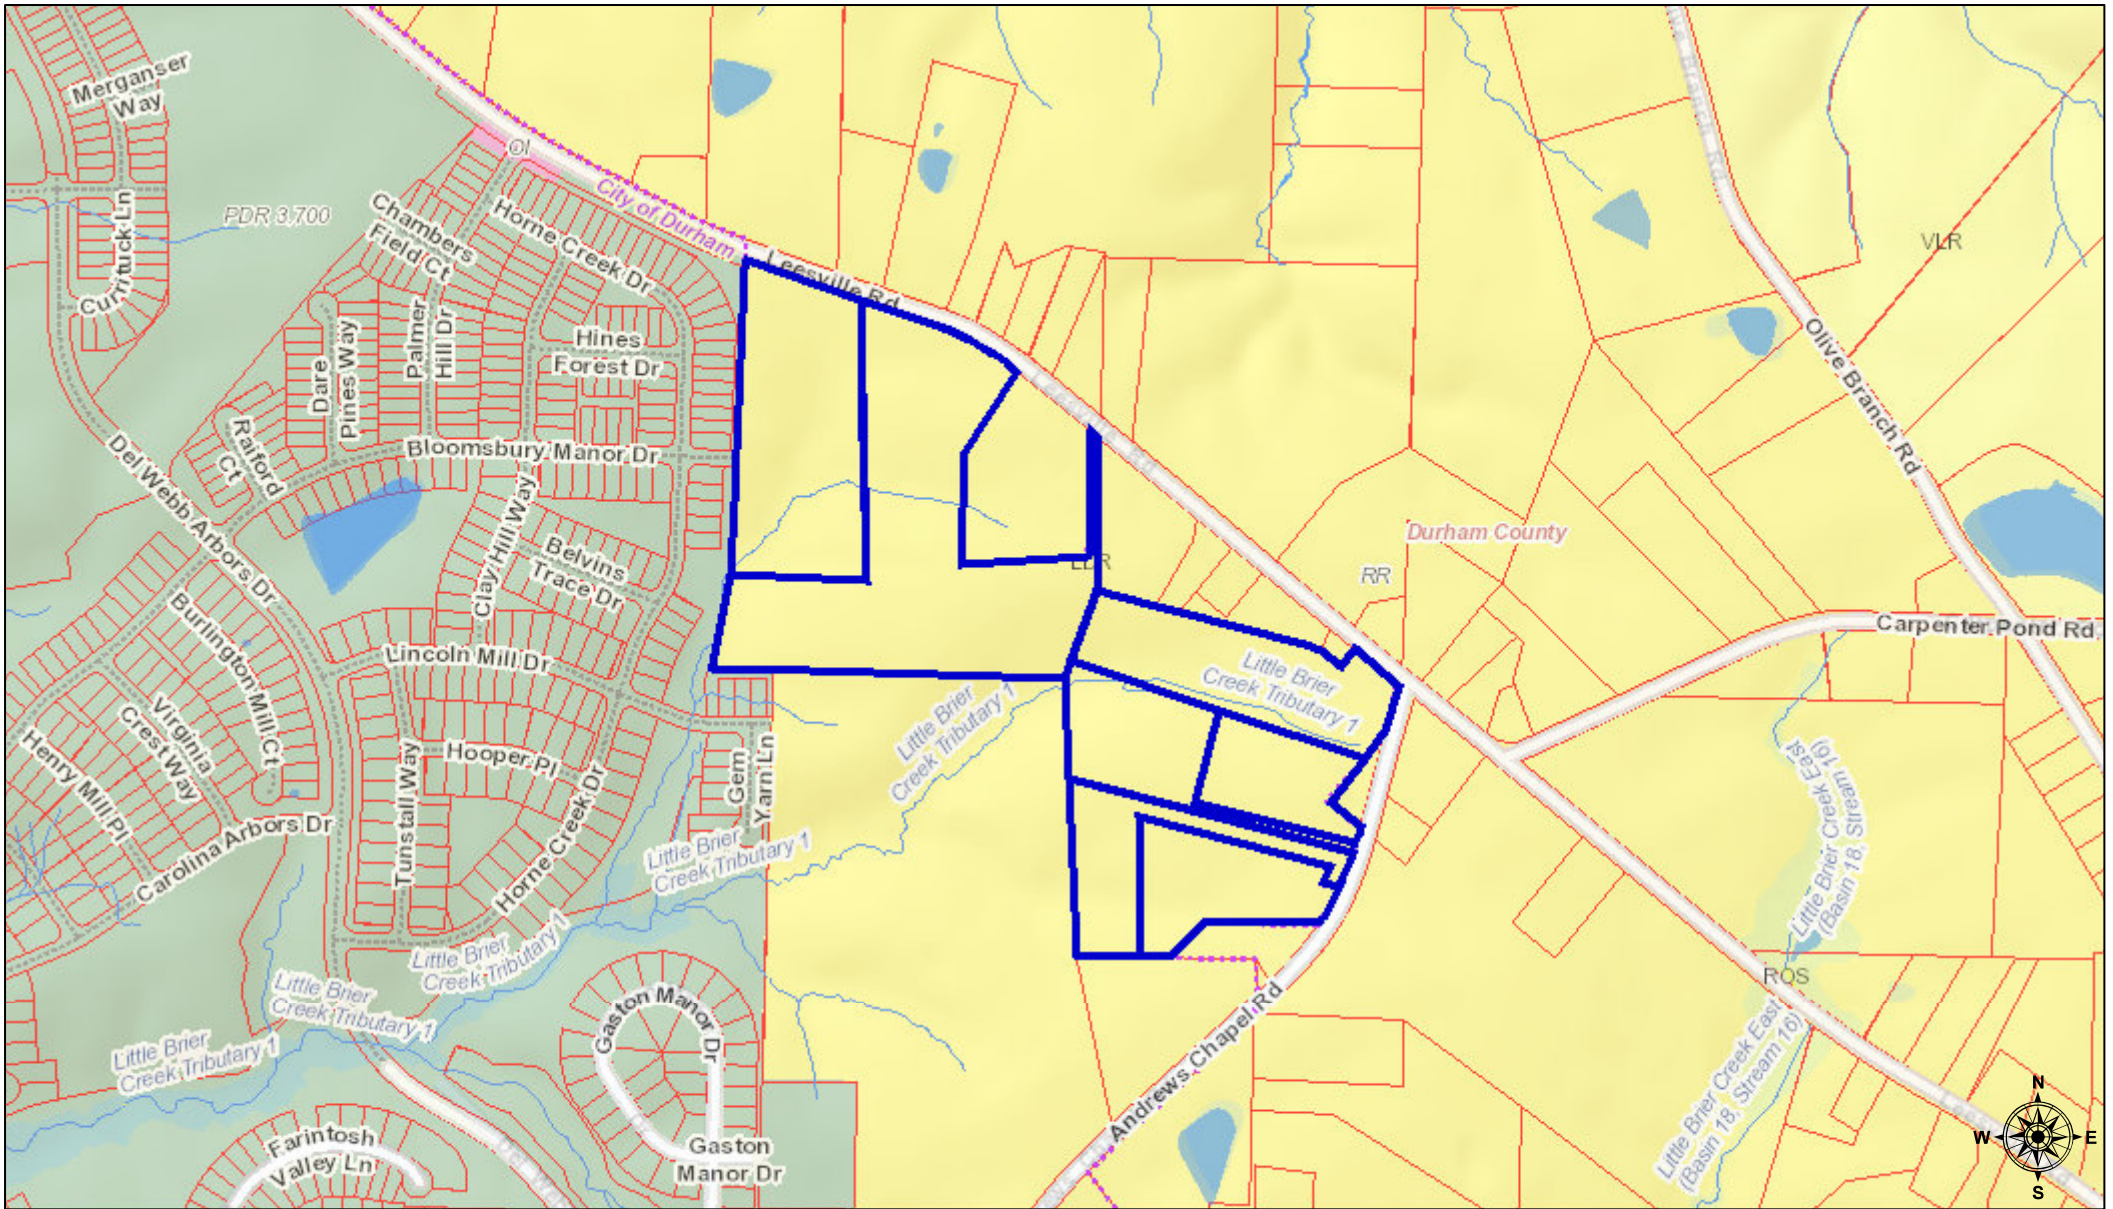 Merganser
Way
Currituck Ln
PDR 3,700
OI
City of Durham
Leesville Rd
Chambers
Field Ct
Horne Creek Dr
Hines
Forest Dr
Palmer
Hill Dr
Dare
Pines Way
Raiford
Ct
Bloomsbury Manor Dr
Del Webb Arbors Dr
Clay Hill Way
Belvins
Trace Dr
Burlington Mill Ct
Lincoln Mill Dr
Virginia
Crest Way
Henry Mill Pl
Hooper Pl
Tunstall Way
Horne Creek Dr
Gem
Yarn Ln
Carolina Arbors Dr
Little Brier
Creek Tributary 1
Little Brier
Creek Tributary 1
Little Brier
Creek Tributary 1
Little Brier
Creek Tributary 1
Little Brier
Creek Tributary 1
Little Brier
Creek Tributary 1
Gaston Manor Dr
Gaston
Manor Dr
Farintosh
Valley Ln
Leesville Rd
LDR
Durham County
RR
VLR
Olive Branch Rd
Olive Branch Rd
Carpenter Pond Rd
Andrews Chapel Rd
Little Brier Creek East
(Basin 18, Stream 16)
ROS
Little Brier Creek East
(Basin 18, Stream 16)
N
W
E
S